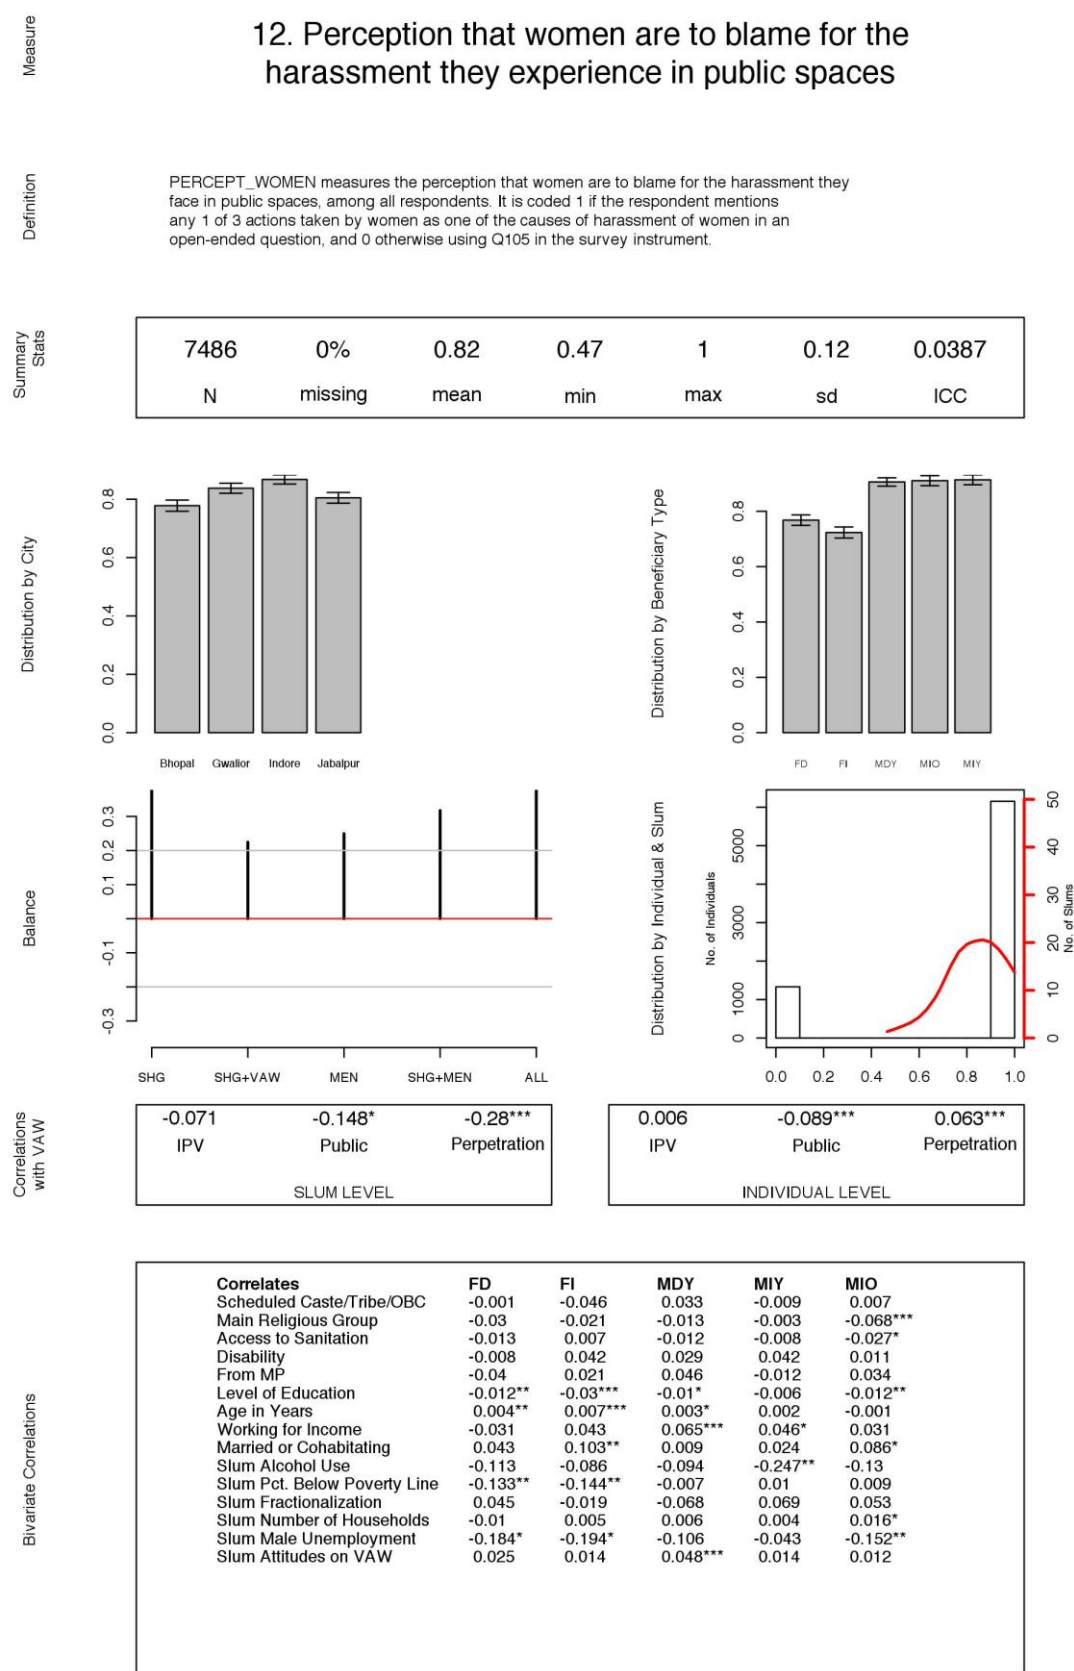 Measure
12. Perception that women are to blame for the
harassment they experience in public spaces
Definition
PERCEPT_WOMEN measures the perception that women are to blame for the harassment they
face in public spaces, among all respondents. It is coded 1 if the respondent mentions
any 1 of 3 actions taken by women as one of the causes of harassment of women in an
open-ended question, and 0 otherwise using Q105 in the survey instrument.
Summary
Stats
7486 0% 0.82 0.47 1 0.12 0.0387
N missing mean min max sd ICC
Distribution by City
0.8
0.6
0.4
0.2
0.0
Bhopal Gwalior Indore Jabalpur
Distribution by Beneficiary Type
0.8
0.6
0.4
0.2
0.0
FD FI MDY MIO MIY
Balance
0.3
0.2
0.1
-0.1
-0.3
SHG SHG+VAW MEN SHG+MEN ALL
Distribution by Individual & Slum
No. of Individuals
5000
3000
1000
0
50
40
30
20
10
0
No. of Slums
0.0 0.2 0.4 0.6 0.8 1.0
Correlations
with VAW
-0.071 -0.148* -0.28***
IPV Public Perpetration
SLUM LEVEL
0.006 -0.089*** 0.063***
IPV Public Perpetration
INDIVIDUAL LEVEL
Bivariate Correlations
Correlates FD FI MDY MIY MIO
Scheduled Caste/Tribe/OBC -0.001 -0.046 0.033 -0.009 0.007
Main Religious Group -0.03 -0.021 -0.013 -0.003 -0.068***
Access to Sanitation -0.013 0.007 -0.012 -0.008 -0.027*
Disability -0.008 0.042 0.029 0.042 0.011
From MP -0.04 0.021 0.046 -0.012 0.034
Level of Education -0.012** -0.03*** -0.01* -0.006 -0.012**
Age in Years 0.004** 0.007*** 0.003* 0.002 -0.001
Working for Income -0.031 0.043 0.065*** 0.046* 0.031
Married or Cohabitating 0.043 0.103** 0.009 0.024 0.086*
Slum Alcohol Use -0.113 -0.086 -0.094 -0.247** -0.13
Slum Pct. Below Poverty Line -0.133** -0.144** -0.007 0.01 0.009
Slum Fractionalization 0.045 -0.019 -0.068 0.069 0.053
Slum Number of Households -0.01 0.005 0.006 0.004 0.016*
Slum Male Unemployment -0.184* -0.194* -0.106 -0.043 -0.152**
Slum Attitudes on VAW 0.025 0.014 0.048*** 0.014 0.012